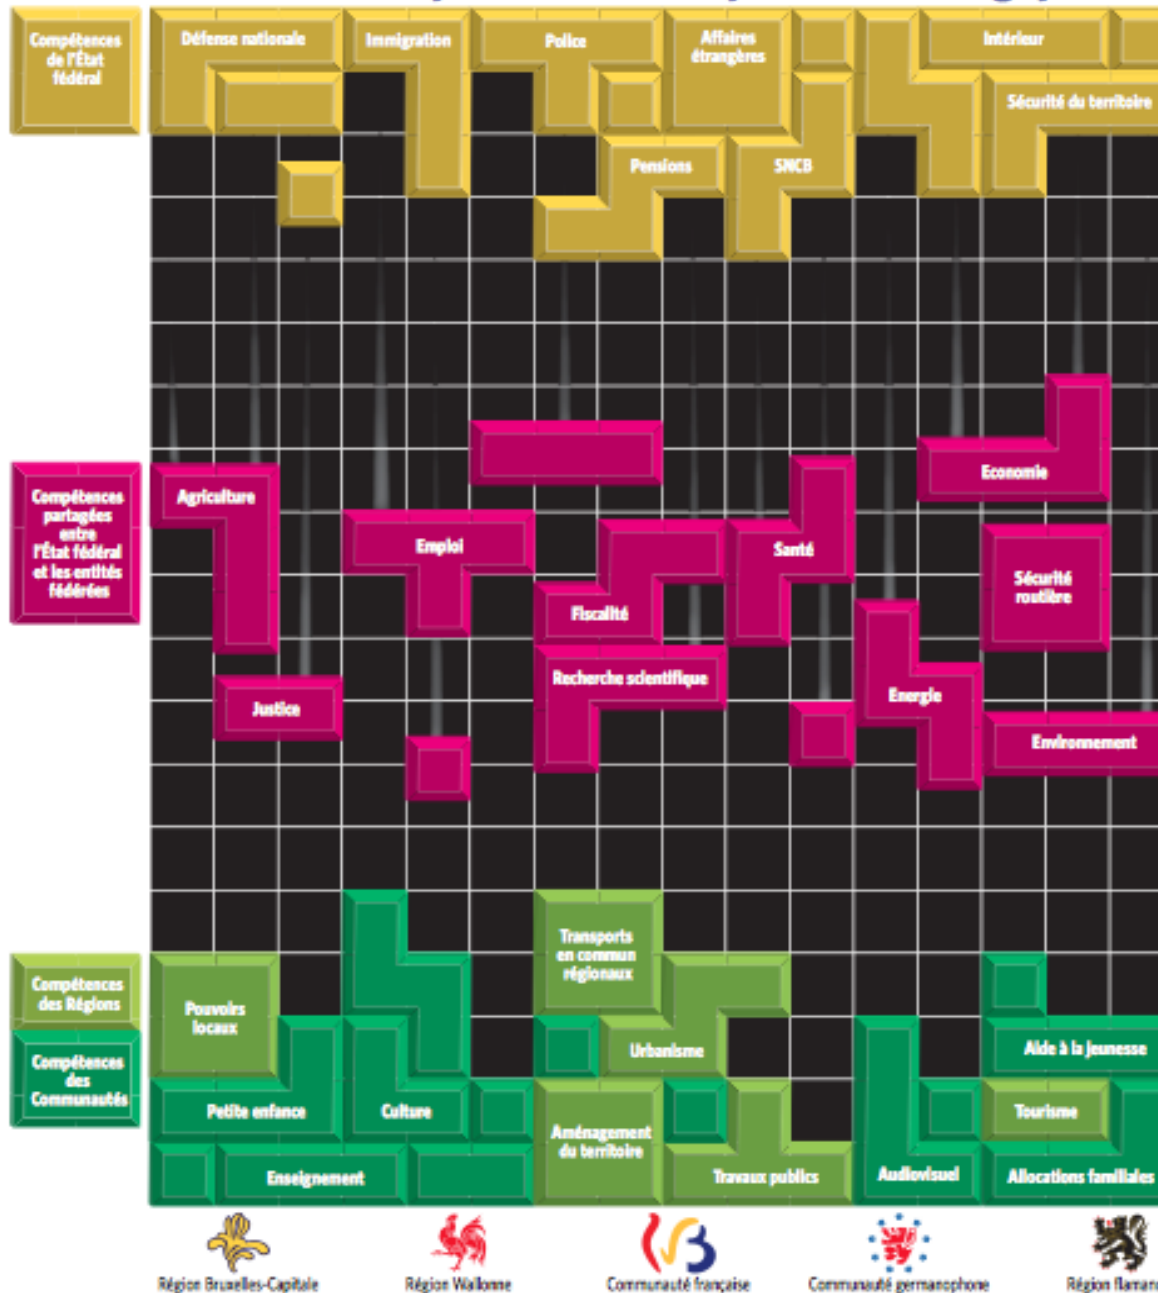 Compétences
de l'État
fédéral
Défense nationale
Immigration
Police
Affaires
étrangères
Intérieur
Sécurité du territoire
Pensions
SNCB
Compétences
partagées
entre
l'État fédéral
et les entités
fédérées
Agriculture
Emploi
Fiscalité
Santé
Economie
Sécurité
routière
Recherche scientifique
Justice
Energie
Environnement
Compétences
des Régions
Compétences
des
Communautés
Pouvoirs
locaux
Transports
en commun
régionaux
Urbanisme
Aide à la jeunesse
Petite enfance
Culture
Aménagement
du territoire
Tourisme
Enseignement
Travaux publics
Audiovisuel
Allocations familiales
Région Bruxelles-Capitale
Région Wallonne
Communauté française
Communauté germanophone
Région